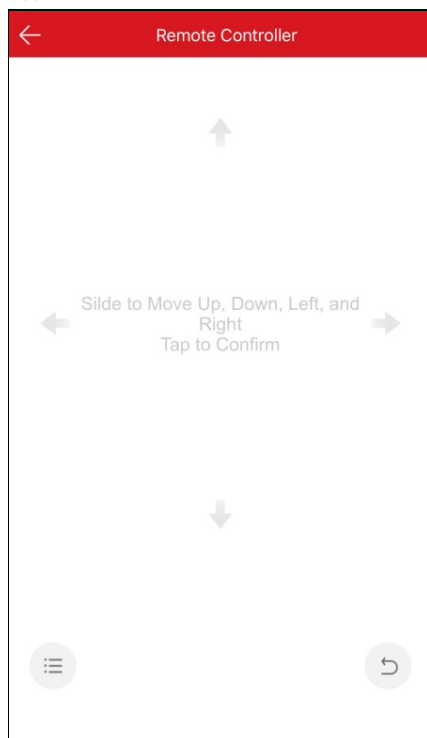 Remote Controller
Silde to Move Up, Down, Left, and
Right
Tap to Confirm